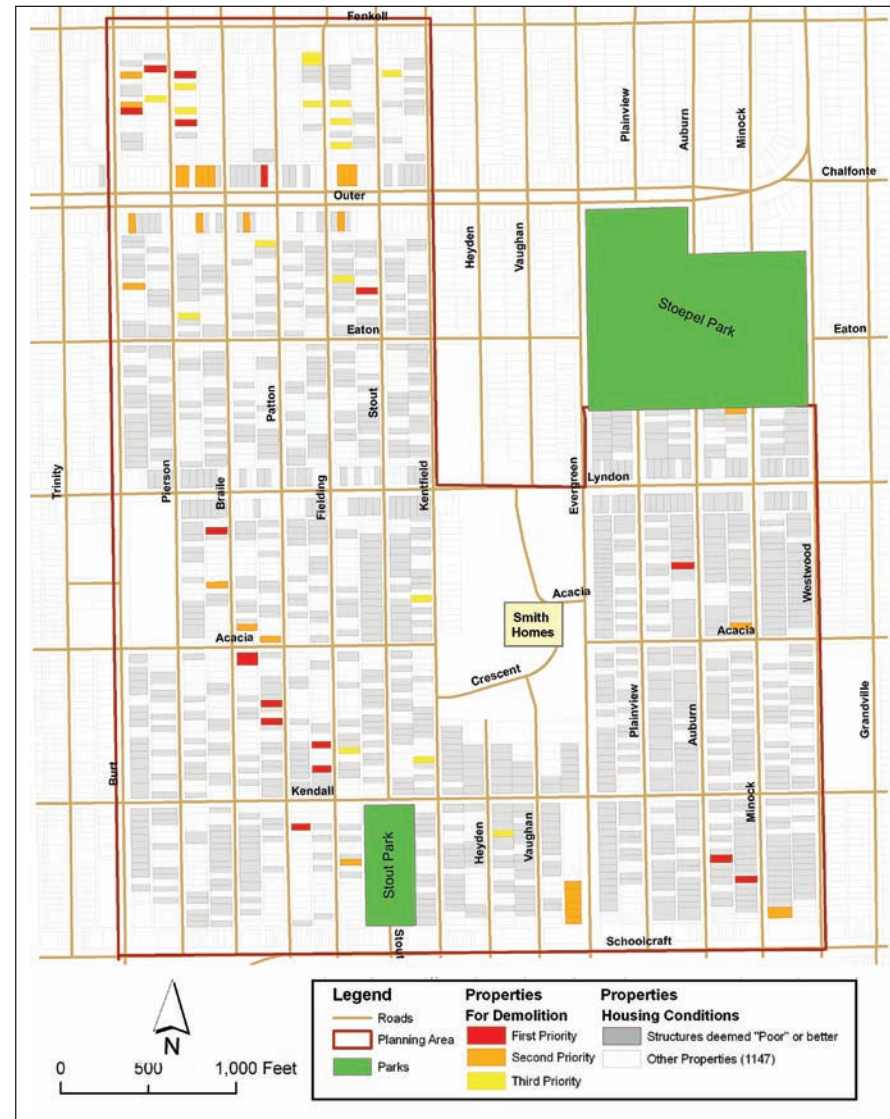 Fenkell
Plainview
Auburn
Minock
Chalfonte
Outer
Heyden
Vaughan
Stoepel Park
Eaton
Eaton
Patton
Stout
Trinity
Pierson
Braile
Fielding
Kentfield
Evergreen
Lyndon
Westwood
Acacia
Smith
Homes
Acacia
Acacia
Crescent
Plainview
Auburn
Grandville
Burt
Kendall
Minock
Heyden
Vaughan
Stout Park
Stout
Schoolcraft
N
0 500 1,000 Feet
Legend
Roads
Planning Area
Parks
Properties
For Demolition
First Priority
Second Priority
Third Priority
Properties
Housing Conditions
Structures deemed "Poor" or better
Other Properties (1147)